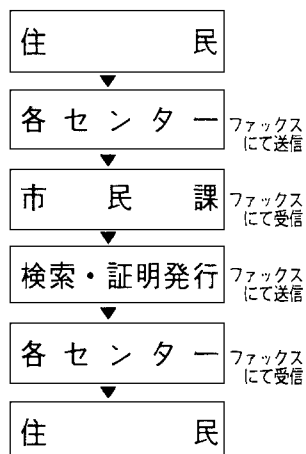 住民
各センター
ファックス
にて送信
市民課
ファックス
にて受信
検索・証明発行
ファックス
にて送信
各センター
ファックス
にて受信
住民